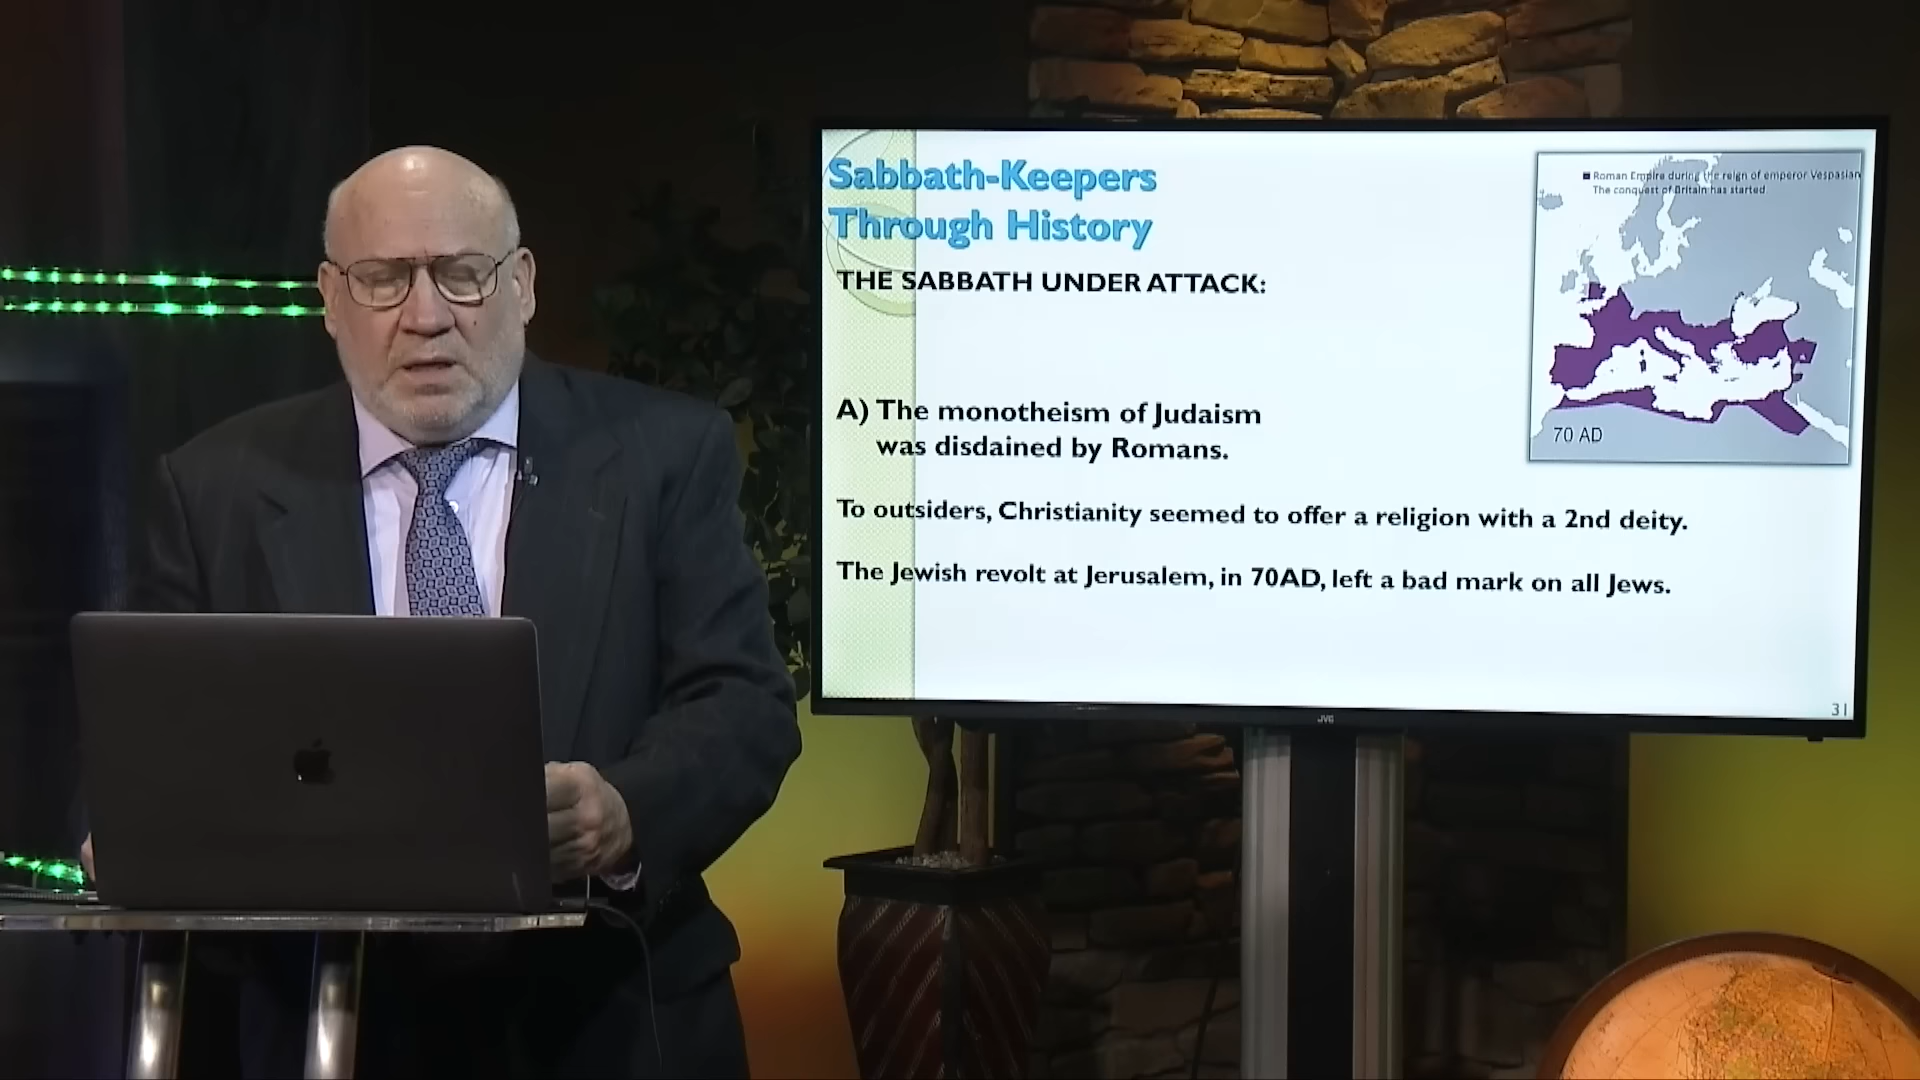 Sabbath-Keepers
Through History
THE SABBATH UNDER ATTACK:
Roman Empire during the reign of emperor Vespasian
The conquest of Britain has started
70 AD
A) The monotheism of Judaism
was disdained by Romans.
To outsiders, Christianity seemed to offer a religion with a 2nd deity.
The Jewish revolt at Jerusalem, in 70AD, left a bad mark on all Jews.
31
JVC